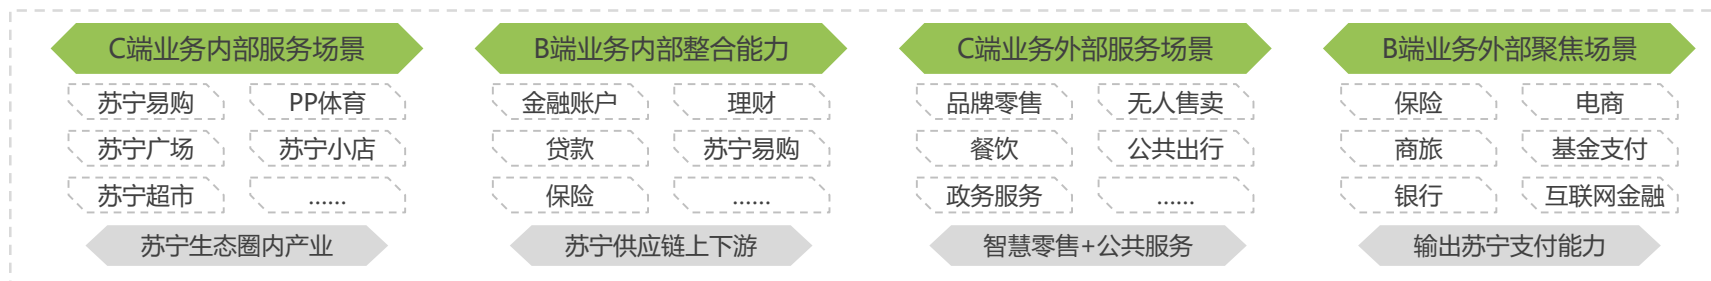 C端业务内部服务场景
苏宁易购 PP体育
苏宁广场 苏宁小店
苏宁超市 ......
苏宁生态圈内产业
B端业务内部整合能力
金融账户 理财
贷款 苏宁易购
保险 ......
苏宁供应链上下游
C端业务外部服务场景
品牌零售 无人售卖
餐饮 公共出行
政务服务 ......
智慧零售+公共服务
B端业务外部聚焦场景
保险 电商
商旅 基金支付
银行 互联网金融
输出苏宁支付能力